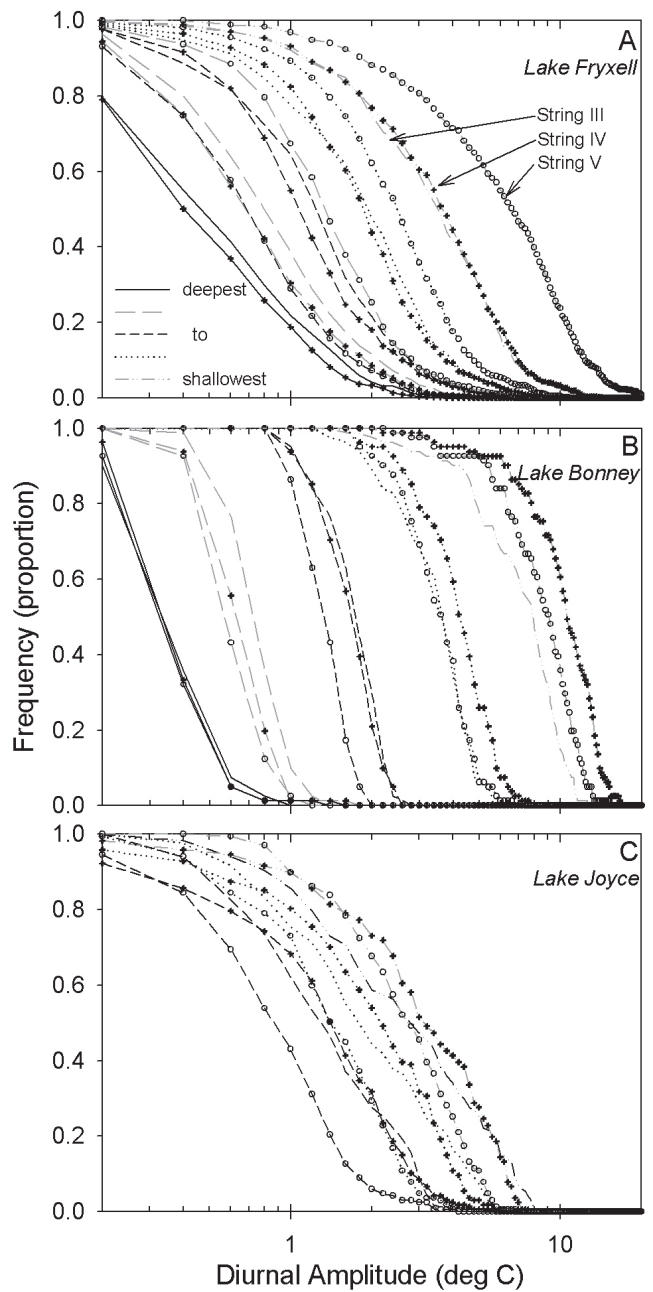 A
Lake Fryxell
String III
String IV
String V
deepest
to
shallowest
1.0
0.8
0.6
0.4
0.2
0.0
B
Lake Bonney
1.0
0.8
0.6
0.4
0.2
0.0
Frequency (proportion)
C
Lake Joyce
1.0
0.8
0.6
0.4
0.2
0.0
1 10
Diurnal Amplitude (deg C)